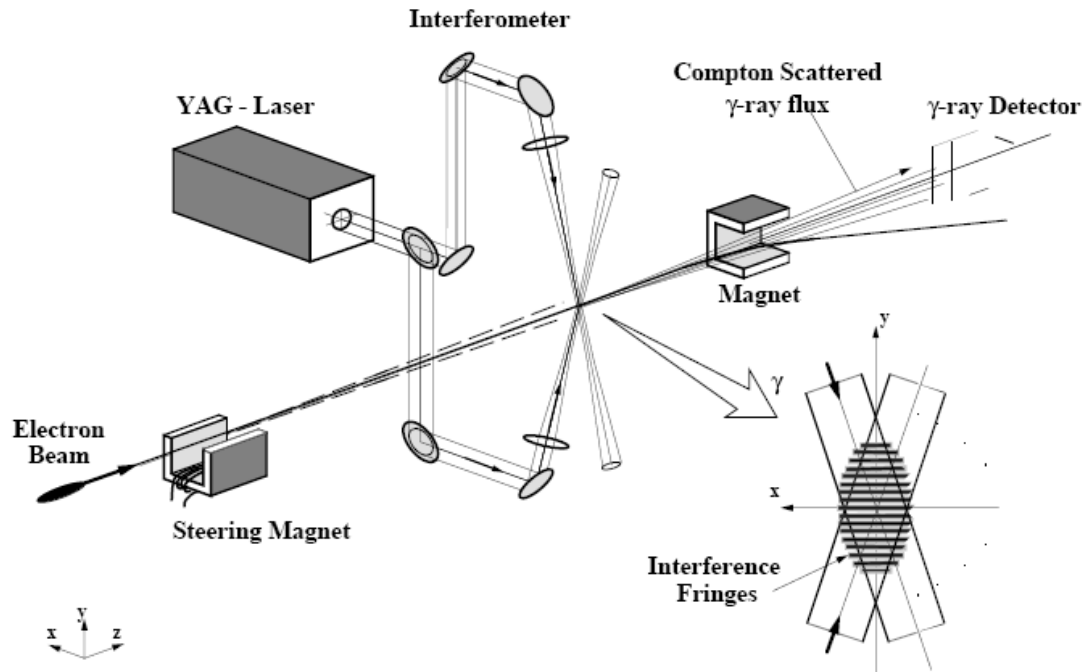 Interferometer
Compton Scattered
γ-ray flux
YAG - Laser
γ-ray Detector
Magnet
y
γ
Electron
Beam
x
Steering Magnet
Interference
Fringes
y
x
z